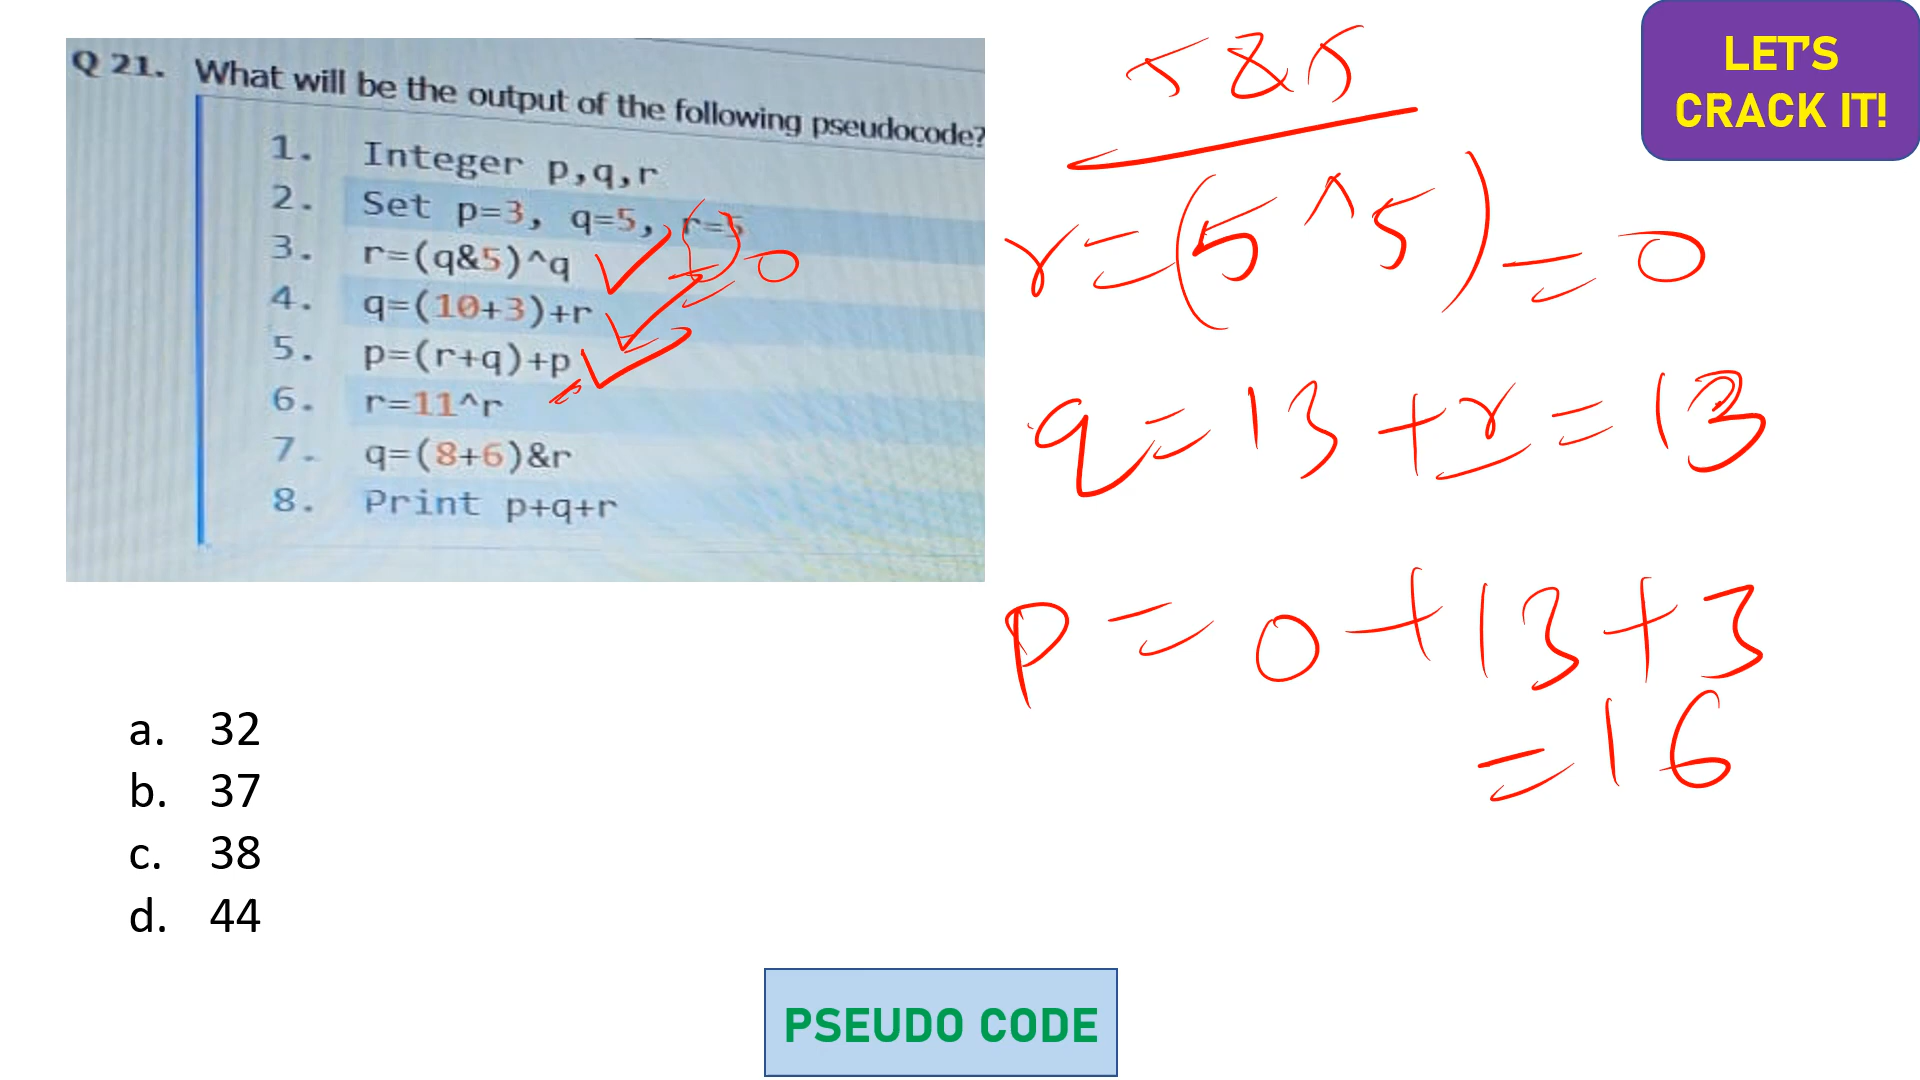 Q 21. What will be the output of the following pseudocode?
1. Integer p,q,r
2. Set p=3, q=5, r=5
3. r=(q&5)^q
4. q=(10+3)+r
5. p=(r+q)+p
6. r=11^r
7. q=(8+6)&r
8. Print p+q+r
= 0
a. 32
b. 37
c. 38
d. 44
5 & 5
r = (5 ^ 5) = 0
q = 13 + r = 13
p = 0 + 13 + 3
= 16
LET'S
CRACK IT!
PSEUDO CODE